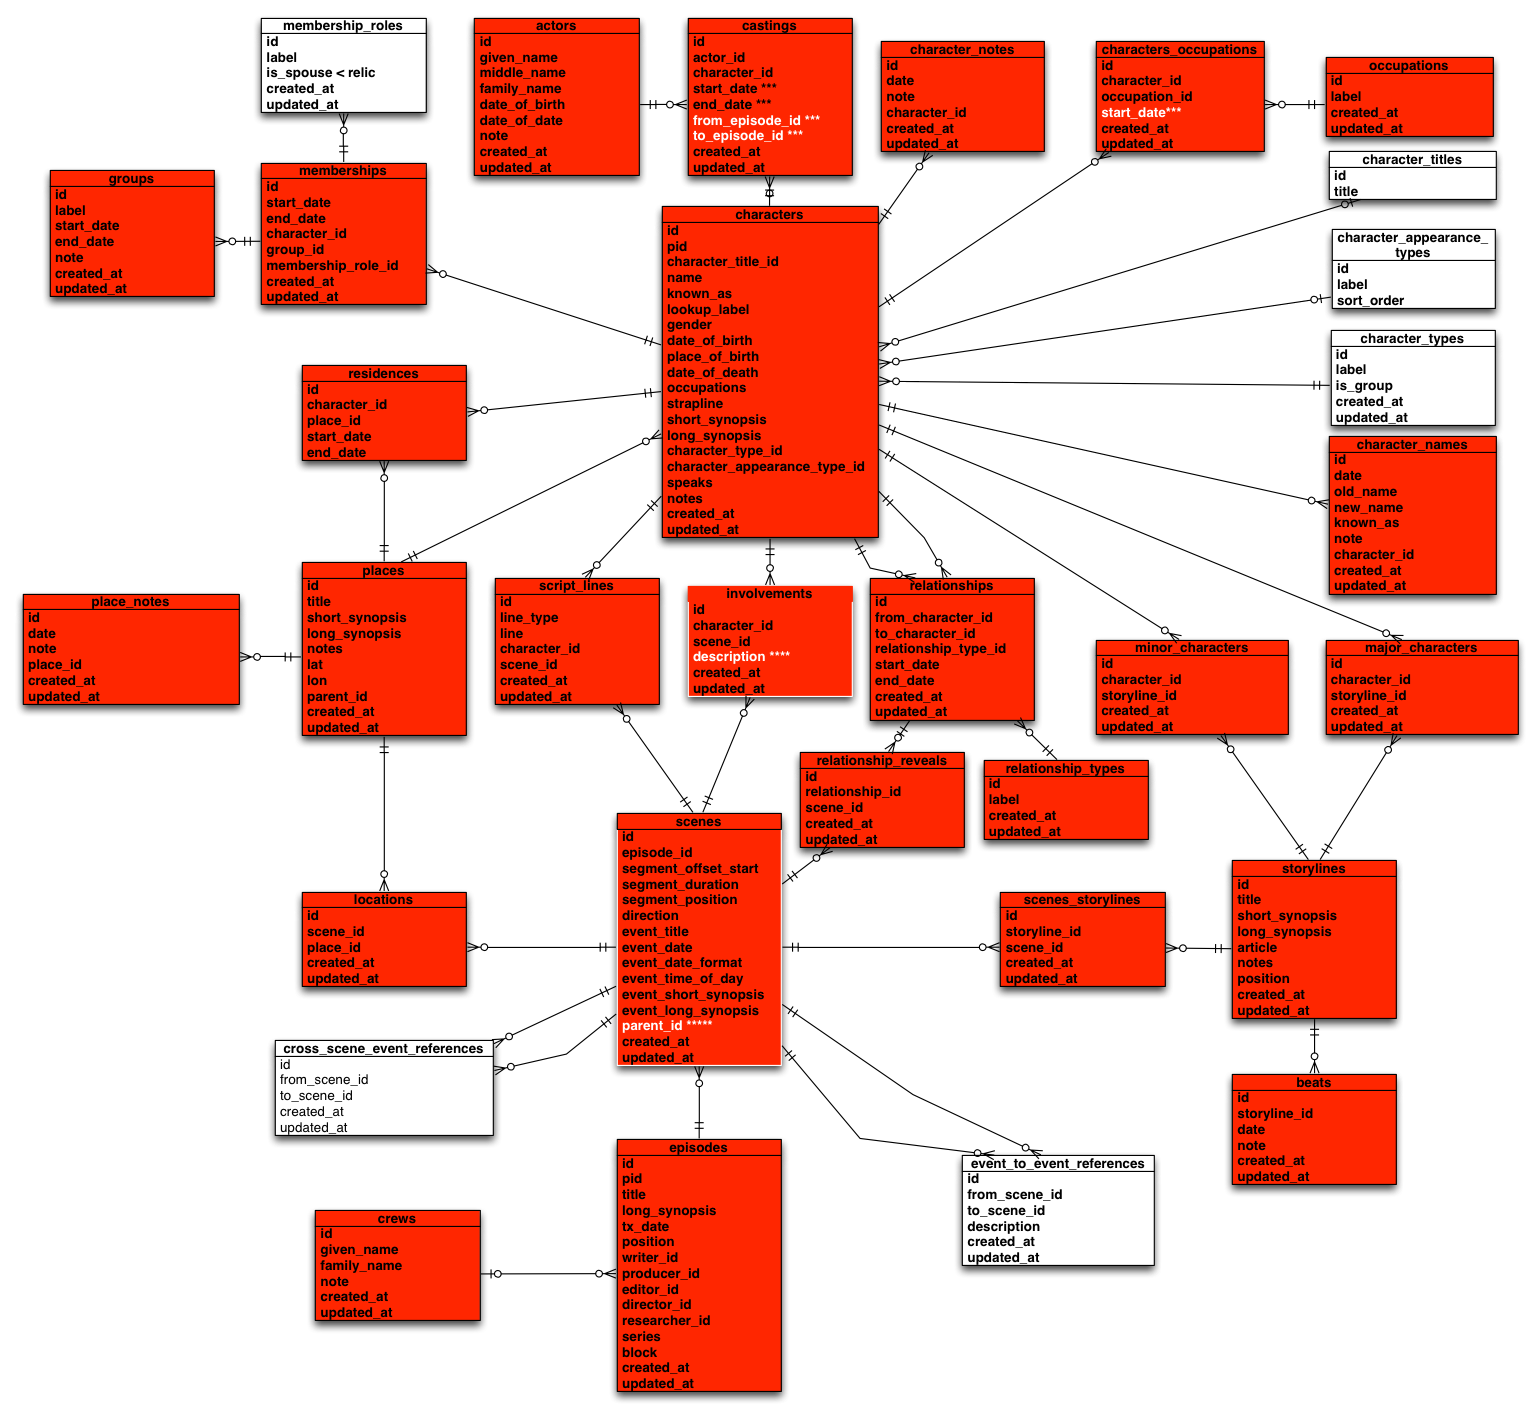 membership_roles
id
label
is_spouse < relic
created_at
updated_at
actors
id
given_name
middle_name
family_name
date_of_birth
date_of_date
note
created_at
updated_at
castings
id
actor_id
character_id
start_date ***
end_date ***
from_episode_id ***
to_episode_id ***
created_at
updated_at
character_notes
id
date
note
character_id
created_at
updated_at
characters_occupations
id
character_id
occupation_id
start_date***
created_at
updated_at
occupations
id
label
created_at
updated_at
character_titles
id
title
groups
id
label
start_date
end_date
note
created_at
updated_at
memberships
id
start_date
end_date
character_id
group_id
membership_role_id
created_at
updated_at
characters
id
pid
character_title_id
name
known_as
lookup_label
gender
date_of_birth
place_of_birth
date_of_death
occupations
strapline
short_synopsis
long_synopsis
character_type_id
character_appearance_type_id
speaks
notes
created_at
updated_at
character_appearance_
types
id
label
sort_order
character_types
id
label
is_group
created_at
updated_at
residences
id
character_id
place_id
start_date
end_date
character_names
id
date
old_name
new_name
known_as
note
character_id
created_at
updated_at
place_notes
id
date
note
place_id
created_at
updated_at
places
id
title
short_synopsis
long_synopsis
notes
lat
lon
parent_id
created_at
updated_at
script_lines
id
line_type
line
character_id
scene_id
created_at
updated_at
involvements
id
character_id
scene_id
description ****
created_at
updated_at
relationships
id
from_character_id
to_character_id
relationship_type_id
start_date
end_date
created_at
updated_at
minor_characters
id
character_id
storyline_id
created_at
updated_at
major_characters
id
character_id
storyline_id
created_at
updated_at
relationship_reveals
id
relationship_id
scene_id
created_at
updated_at
relationship_types
id
label
created_at
updated_at
scenes
id
episode_id
segment_offset_start
segment_duration
segment_position
direction
event_title
event_date
event_date_format
event_time_of_day
event_short_synopsis
event_long_synopsis
parent_id *****
created_at
updated_at
locations
id
scene_id
place_id
created_at
updated_at
scenes_storylines
id
storyline_id
scene_id
created_at
updated_at
storylines
id
title
short_synopsis
long_synopsis
article
notes
position
created_at
updated_at
cross_scene_event_references
id
from_scene_id
to_scene_id
created_at
updated_at
beats
id
storyline_id
date
note
created_at
updated_at
episodes
id
pid
title
long_synopsis
tx_date
position
writer_id
producer_id
editor_id
director_id
researcher_id
series
block
created_at
updated_at
event_to_event_references
id
from_scene_id
to_scene_id
description
created_at
updated_at
crews
id
given_name
family_name
note
created_at
updated_at